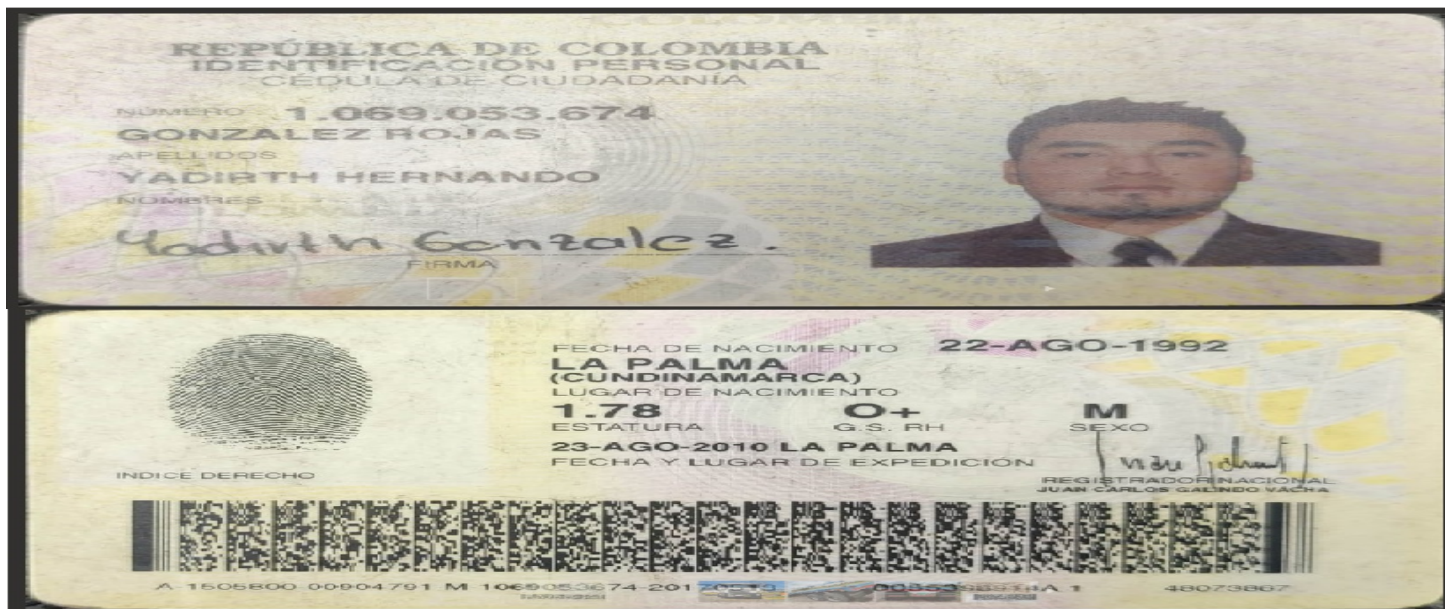 REPÚBLICA DE COLOMBIA
IDENTIFICACIÓN PERSONAL
CÉDULA DE CIUDADANÍA
NÚMERO 1.069.053.674
GONZALEZ ROJAS
APELLIDOS
YADIRTH HERNANDO
NOMBRES
Yadirth Gonzalez.
FIRMA
FECHA DE NACIMIENTO 22-AGO-1992
LA PALMA
(CUNDINAMARCA)
LUGAR DE NACIMIENTO
1.78 O+ M
ESTATURA G.S. RH SEXO
23-AGO-2010 LA PALMA
FECHA Y LUGAR DE EXPEDICIÓN
INDICE DERECHO
REGISTRADOR NACIONAL
JUAN CARLOS GALINDO VÁCHA
A-1505800-00904791-M-1069053674-201 A 1 48073867